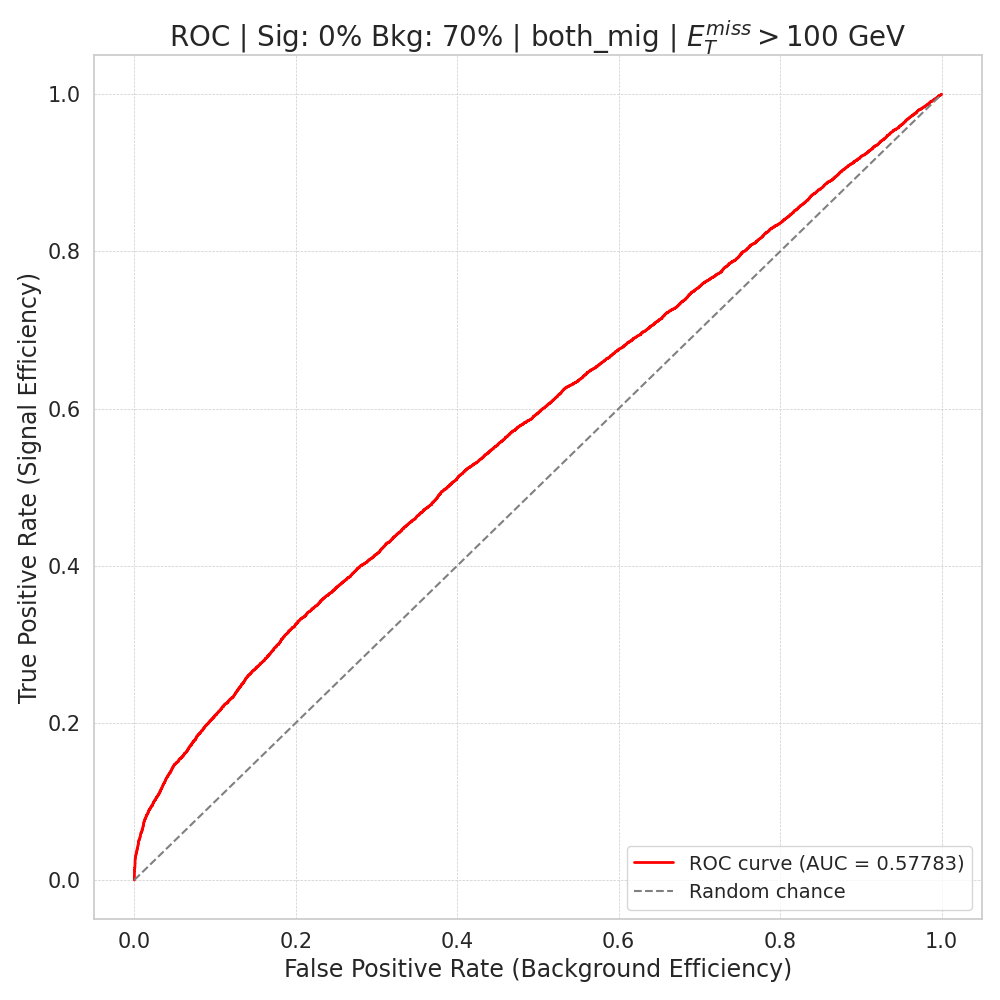 ROC | Sig: 0% Bkg: 70% | both_mig | $E_T^{miss} > 100$ GeV
1.0
0.8
0.6
0.4
0.2
0.0
True Positive Rate (Signal Efficiency)
ROC curve (AUC = 0.57783)
Random chance
0.0 0.2 0.4 0.6 0.8 1.0
False Positive Rate (Background Efficiency)